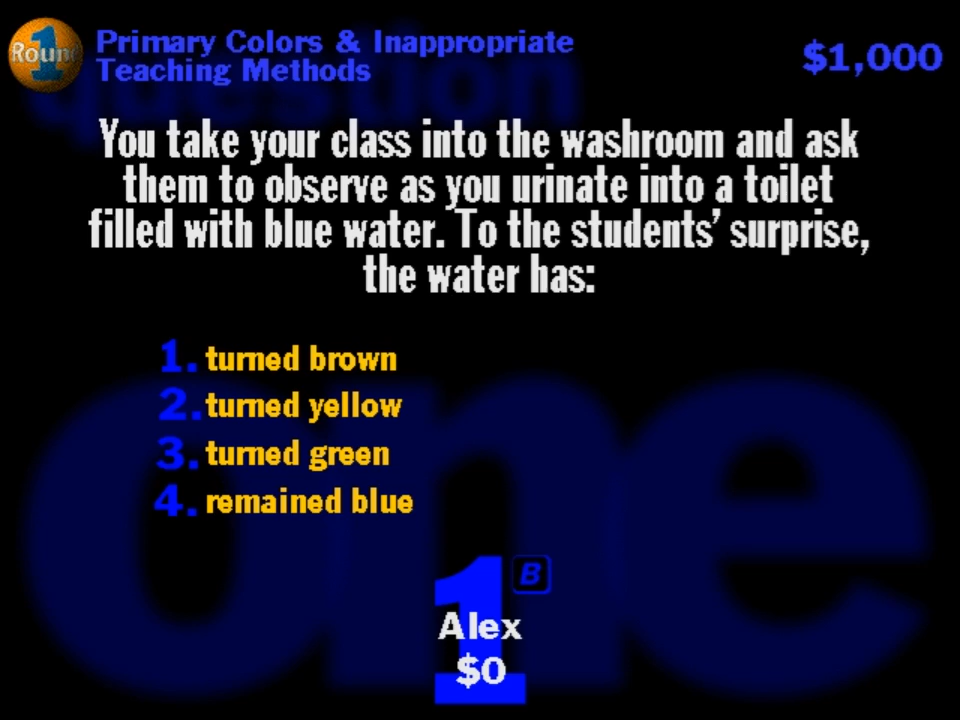 Round 1
Primary Colors & Inappropriate
Teaching Methods
$1,000
question
You take your class into the washroom and ask
them to observe as you urinate into a toilet
filled with blue water. To the students' surprise,
the water has:
1. turned brown
2. turned yellow
3. turned green
4. remained blue
one
1
B
Alex
$0